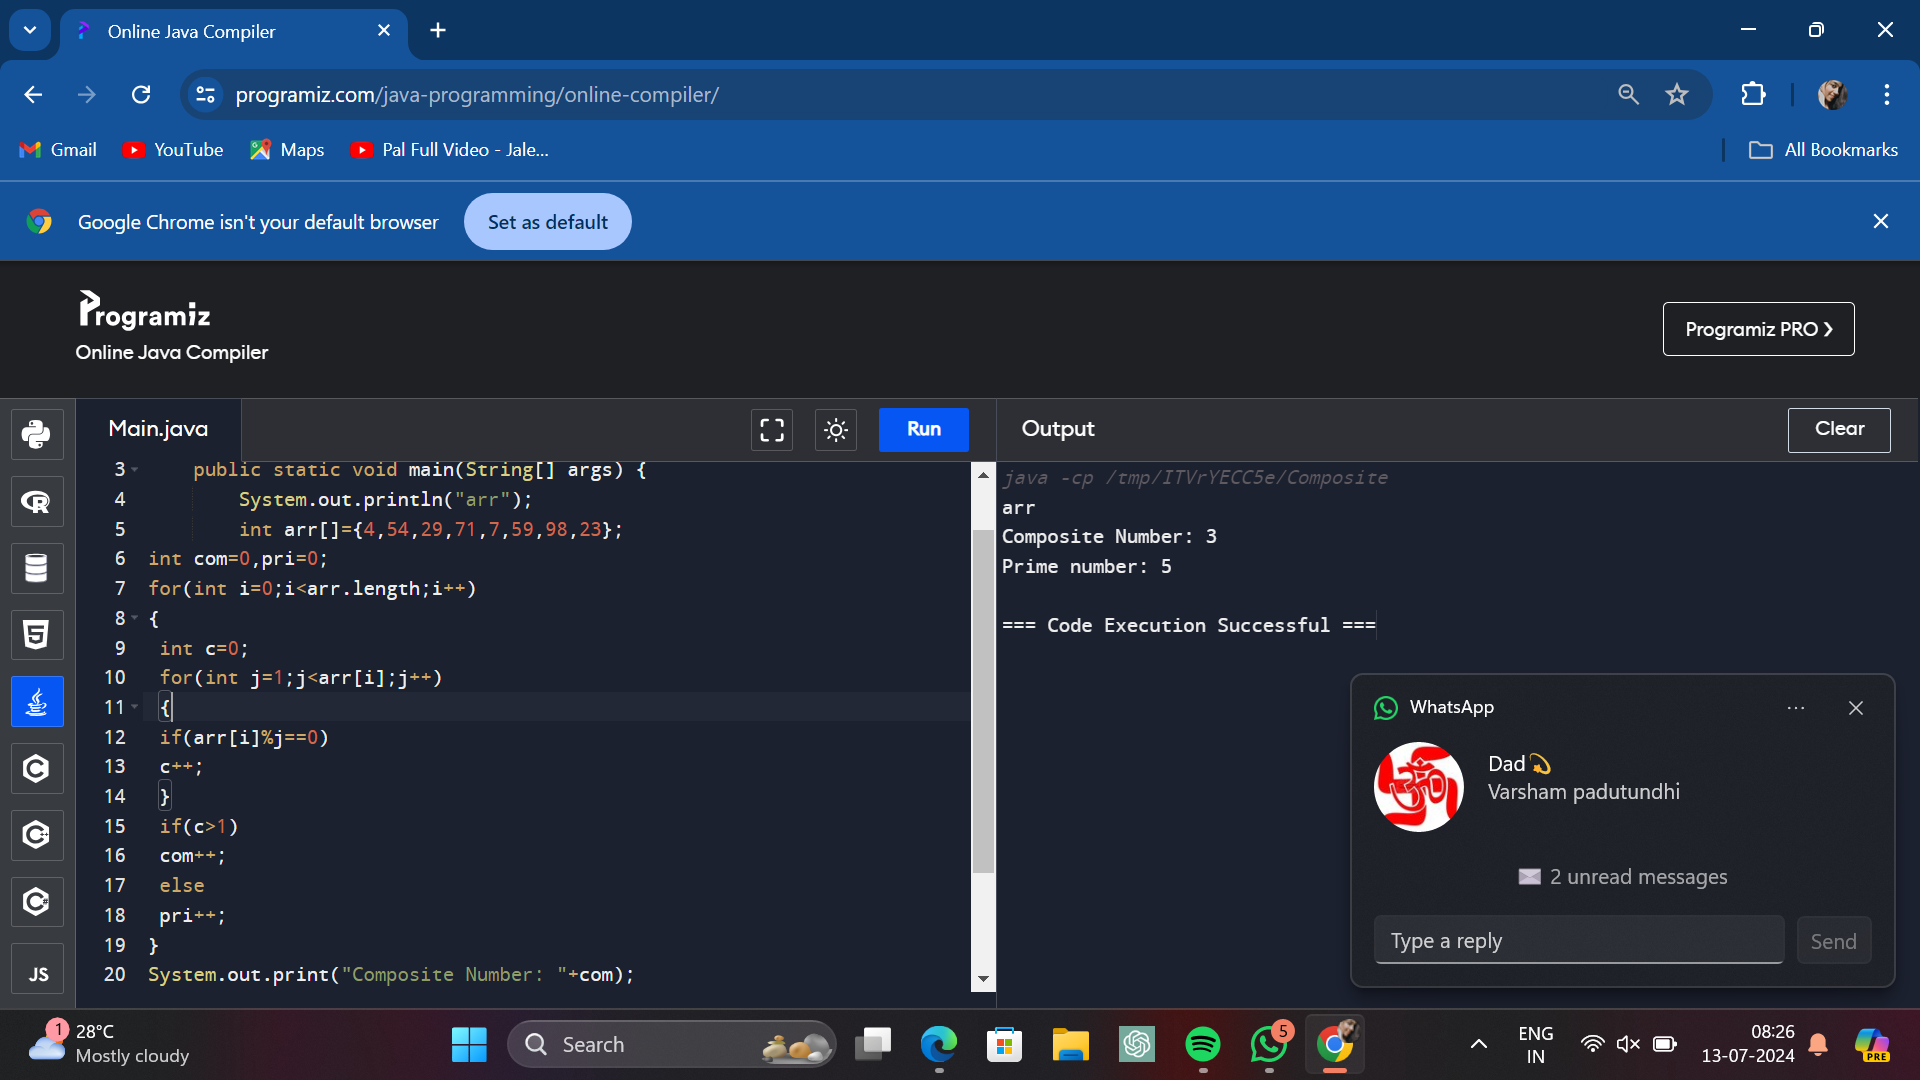 Online Java Compiler
programiz.com/java-programming/online-compiler/
Gmail
YouTube
Maps
Pal Full Video - Jale...
All Bookmarks
Google Chrome isn't your default browser
Set as default
Programiz
Online Java Compiler
Programiz PRO ❯
Main.java
Run
Output
Clear
3 public static void main(String[] args) {
4 System.out.println("arr");
5 int arr[]={4,54,29,71,7,59,98,23};
6 int com=0,pri=0;
7 for(int i=0;i<arr.length;i++)
8 {
9 int c=0;
10 for(int j=1;j<arr[i];j++)
11 {
12 if(arr[i]%j==0)
13 c++;
14 }
15 if(c>1)
16 com++;
17 else
18 pri++;
19 }
20 System.out.print("Composite Number: "+com);
java -cp /tmp/ITVrYECC5e/Composite
arr
Composite Number: 3
Prime number: 5
=== Code Execution Successful ===
R
5
C
C++
C#
JS
WhatsApp
Dad💫
Varsham padutundhi
2 unread messages
Type a reply
Send
1
28°C
Mostly cloudy
Search
5
ENG
IN
08:26
13-07-2024
PRE